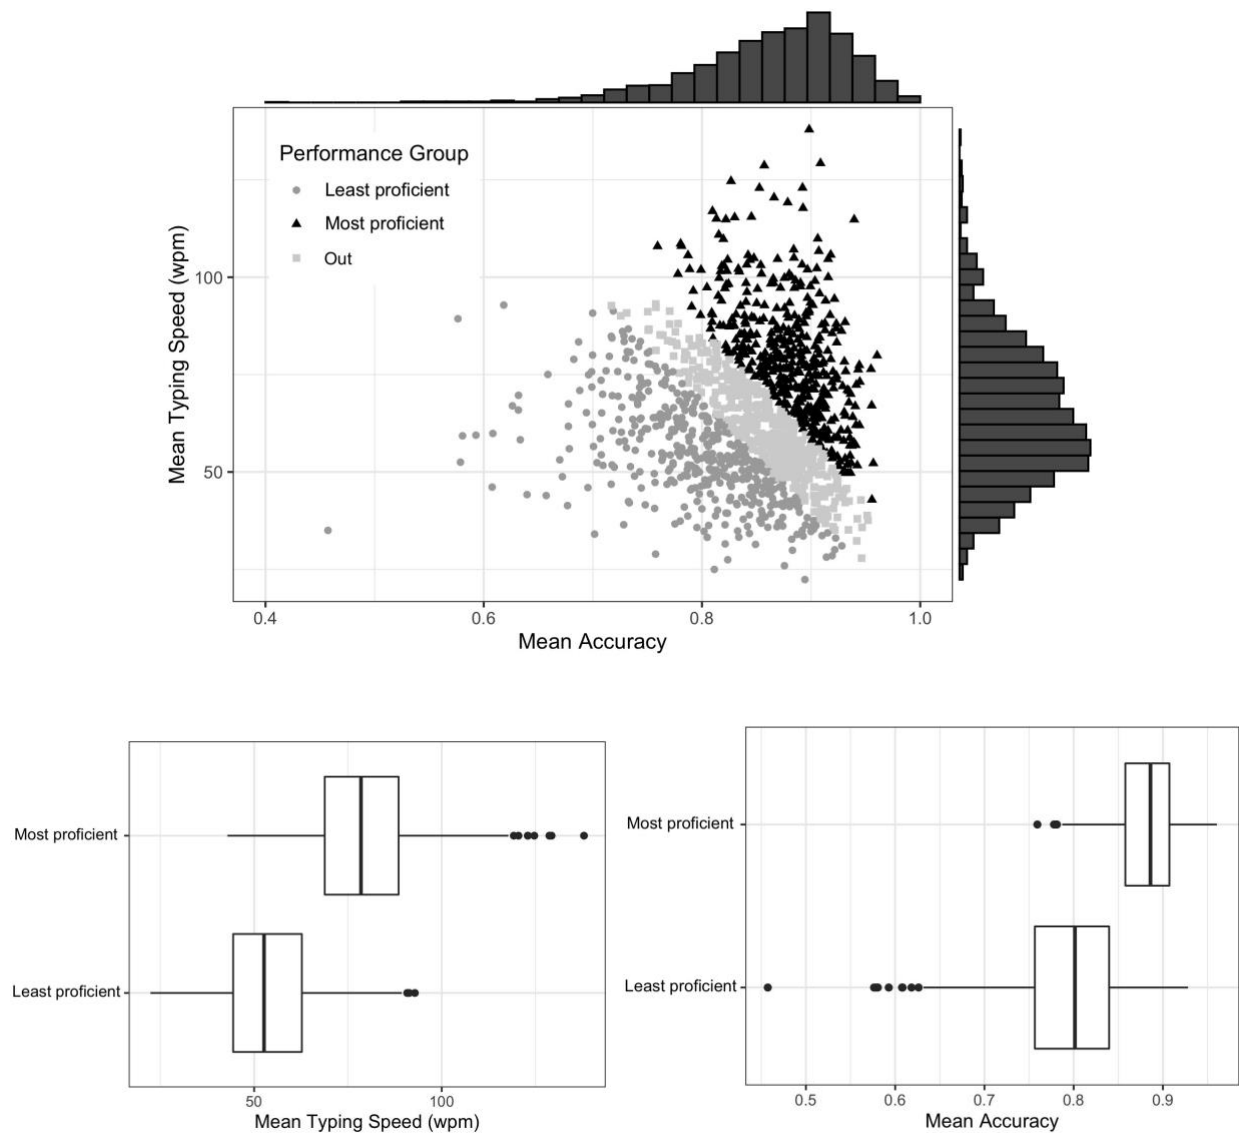 Performance Group
Least proficient
Most proficient
Out
Mean Typing Speed (wpm)
100
50
0.4 0.6 0.8 1.0
Mean Accuracy
Most proficient
Least proficient
50 100
Mean Typing Speed (wpm)
Most proficient
Least proficient
0.5 0.6 0.7 0.8 0.9
Mean Accuracy